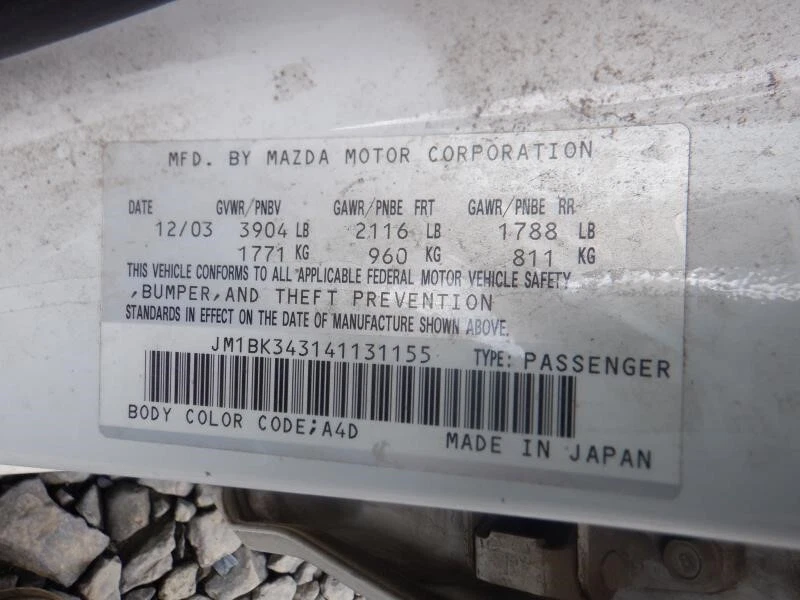 MFD. BY MAZDA MOTOR CORPORATION
DATE GVWR/PNBV GAWR/PNBE FRT GAWR/PNBE RR
12/03 3904 LB 2116 LB 1788 LB
1771 KG 960 KG 811 KG
THIS VEHICLE CONFORMS TO ALL APPLICABLE FEDERAL MOTOR VEHICLE SAFETY
,BUMPER,AND THEFT PREVENTION
STANDARDS IN EFFECT ON THE DATE OF MANUFACTURE SHOWN ABOVE.
JM1BK343141131155 TYPE: PASSENGER
BODY COLOR CODE;A4D
MADE IN JAPAN